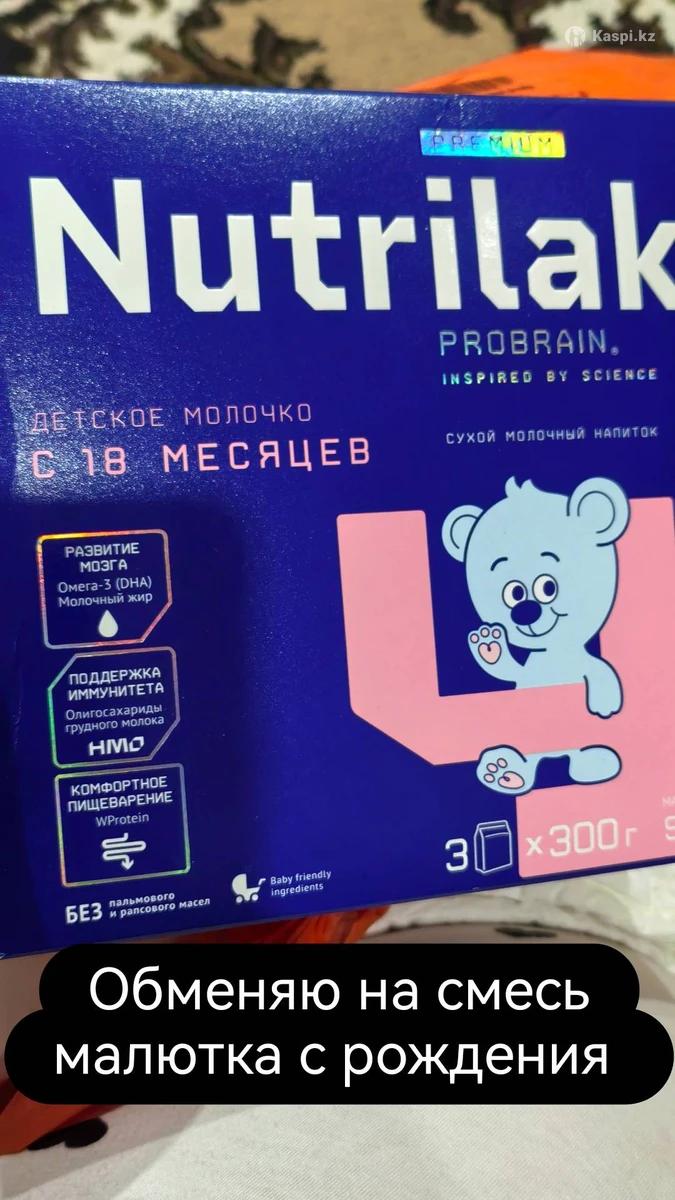 Kaspi.kz
PREMIUM
Nutrilak
PROBRAIN®
INSPIRED BY SCIENCE
ДЕТСКОЕ МОЛОЧКО
С 18 МЕСЯЦЕВ
СУХОЙ МОЛОЧНЫЙ НАПИТОК
4
РАЗВИТИЕ
МОЗГА
Омега-3 (DHA)
Молочный жир
ПОДДЕРЖКА
ИММУНИТЕТА
Олигосахариды
грудного молока
HMO
КОМФОРТНОЕ
ПИЩЕВАРЕНИЕ
WProtein
3 х300г
БЕЗ пальмового
и рапсового масел
Baby friendly
ingredients
Обменяю на смесь
малютка с рождения